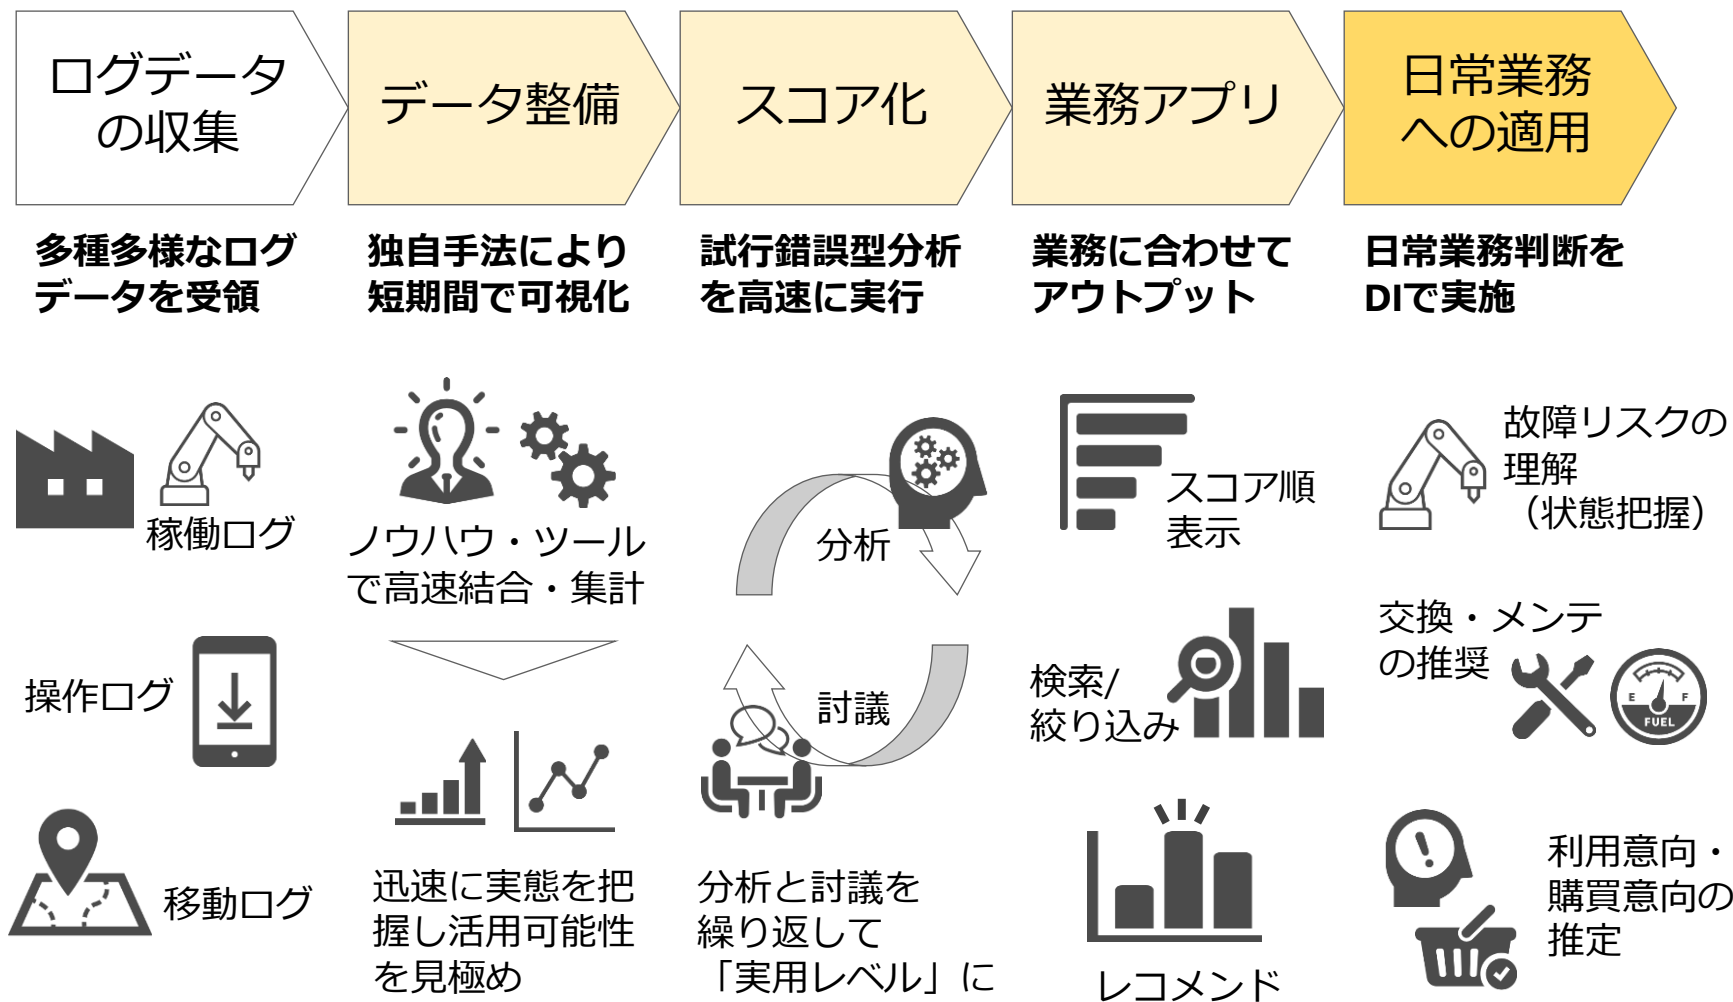 ログデータ
の収集
データ整備
スコア化
業務アプリ
日常業務
への適用
多種多様なログ
データを受領
独自手法により
短期間で可視化
試行錯誤型分析
を高速に実行
業務に合わせて
アウトプット
日常業務判断を
DIで実施
稼働ログ
操作ログ
移動ログ
ノウハウ・ツール
で高速結合・集計
迅速に実態を把
握し活用可能性
を見極め
分析
討議
分析と討議を
繰り返して
「実用レベル」に
スコア順
表示
検索/
絞り込み
レコメンド
故障リスクの
理解
（状態把握）
交換・メンテ
の推奨
E F
FUEL
利用意向・
購買意向の
推定